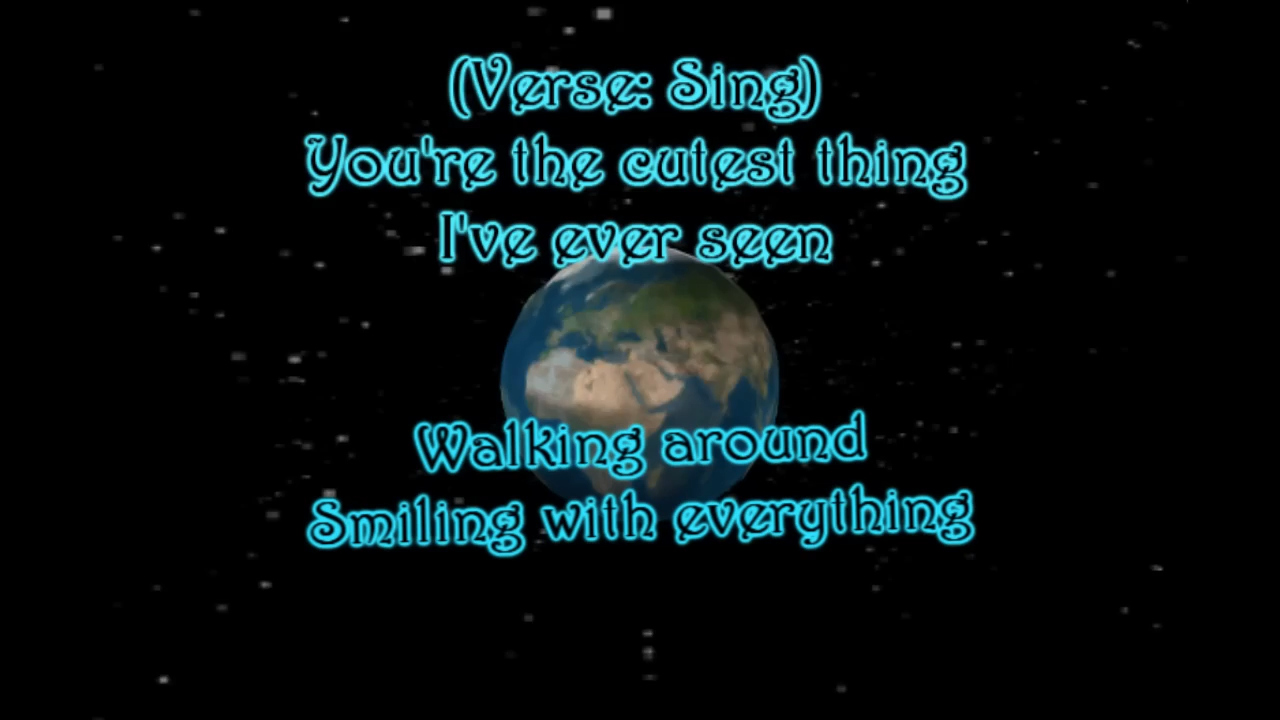 (Verse: Sing)
You're the cutest thing
I've ever seen
Walking around
Smiling with everything